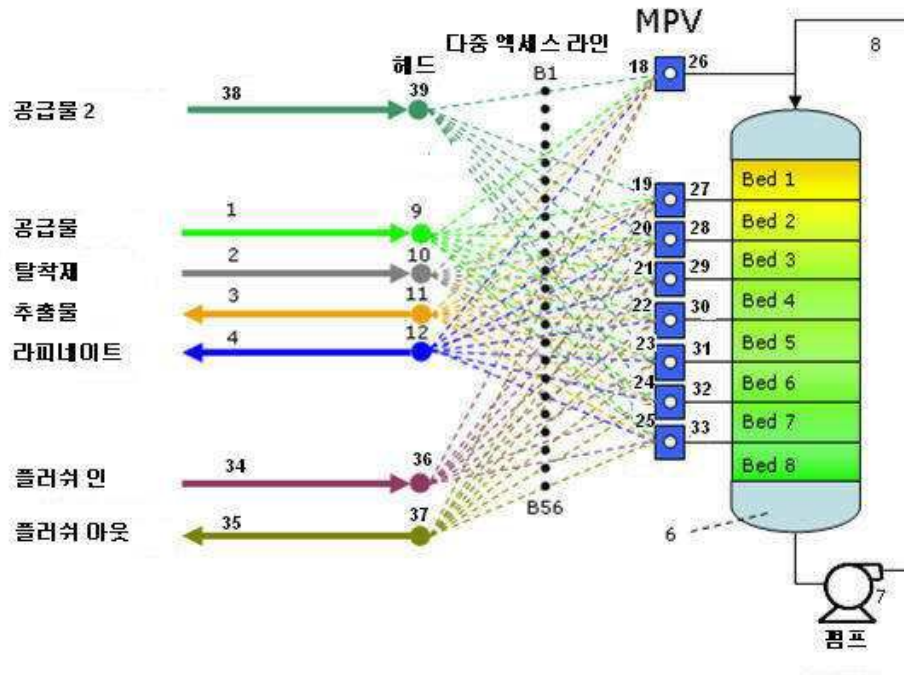 MPV
다중 엑세스 라인
헤드
B1
18 26
8
공급물 2
38
39
Bed 1
19 27
공급물
1
9
Bed 2
20 28
탈착제
2
10
Bed 3
21 29
추출물
3
11
Bed 4
22 30
라피네이트
4
12
Bed 5
23 31
Bed 6
24 32
Bed 7
25 33
Bed 8
플러쉬 인
34
36
B56
플러쉬 아웃
35
37
6
7
펌프